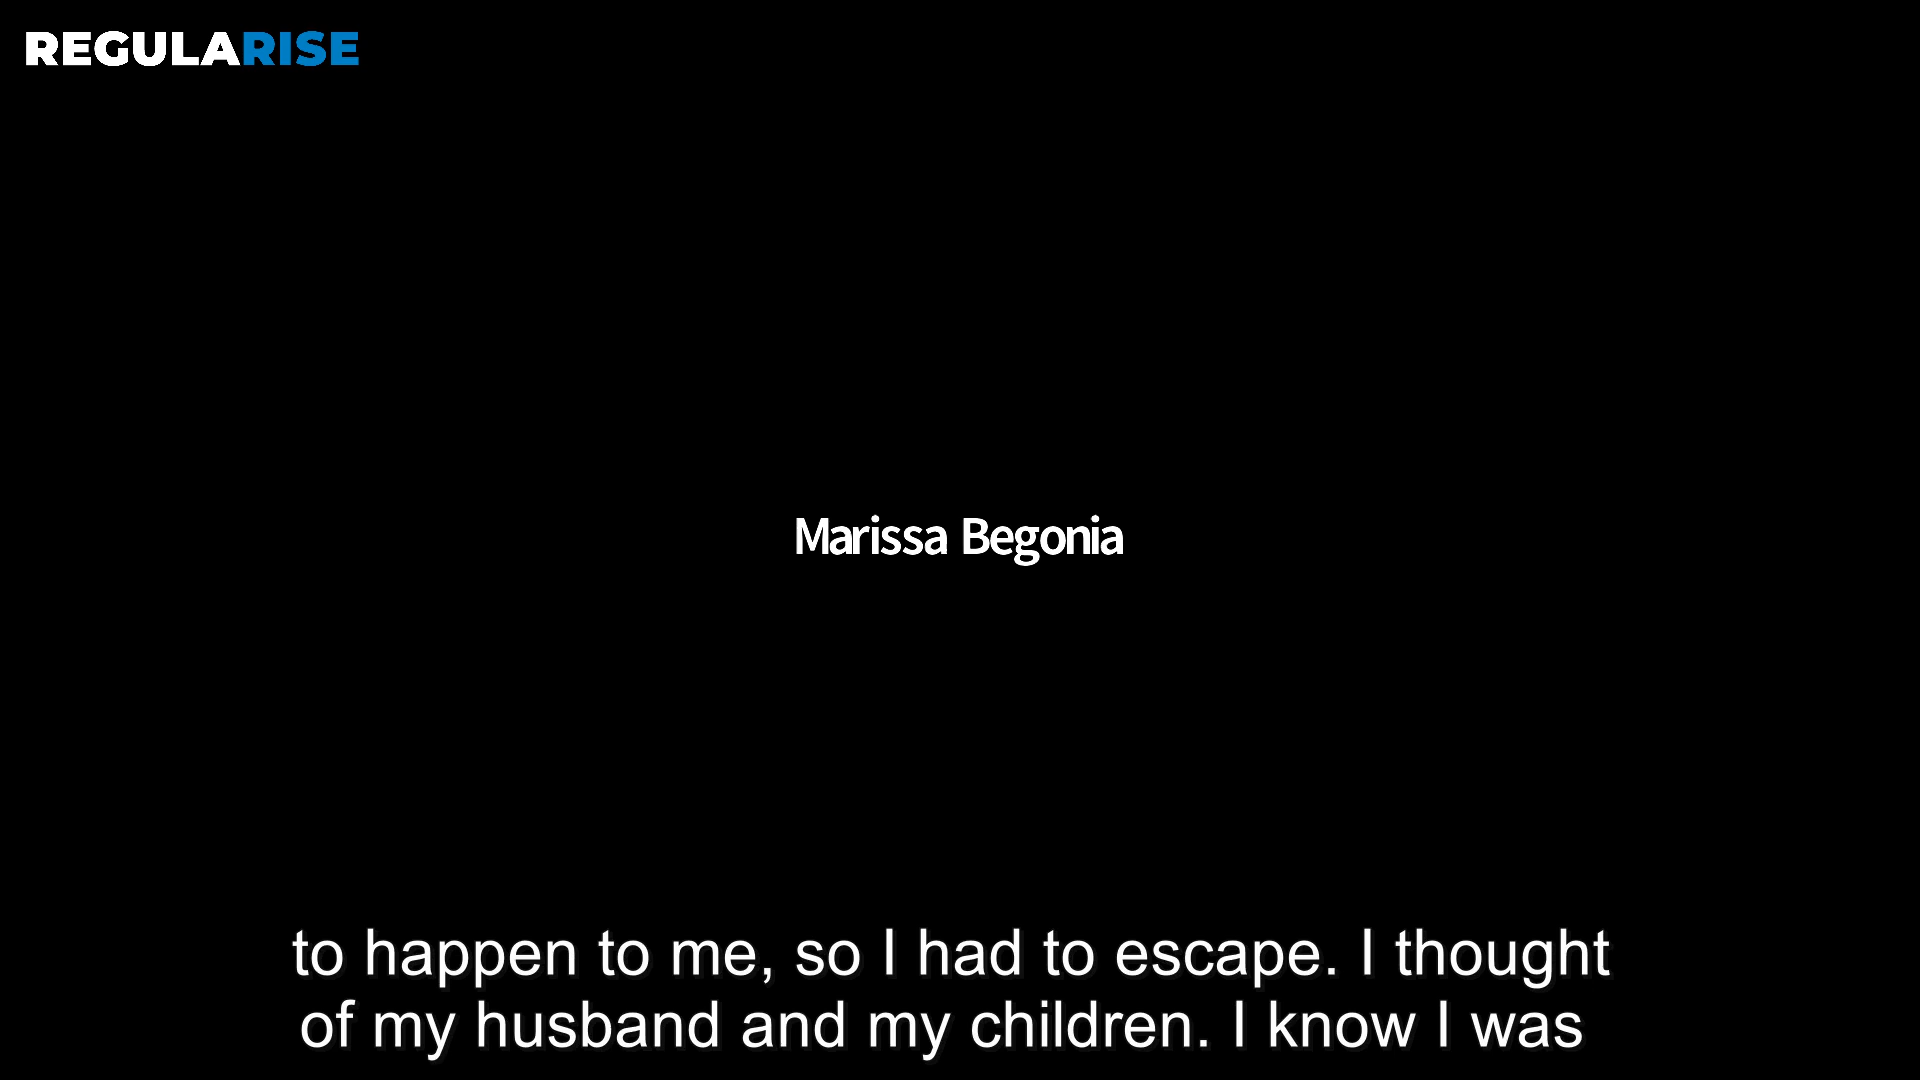 REGULARISE
Marissa Begonia
to happen to me, so I had to escape. I thought
of my husband and my children. I know I was